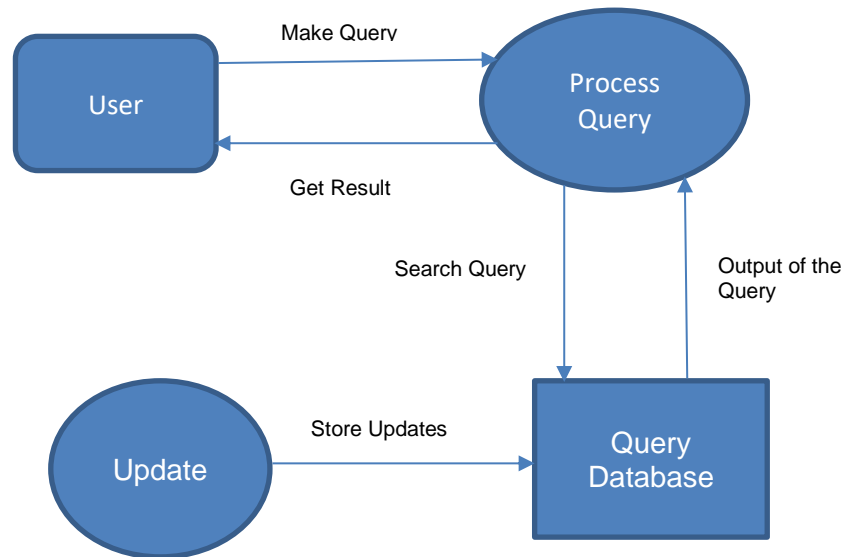 Make Query
User
Process
Query
Get Result
Search Query
Output of the
Query
Store Updates
Update
Query
Database